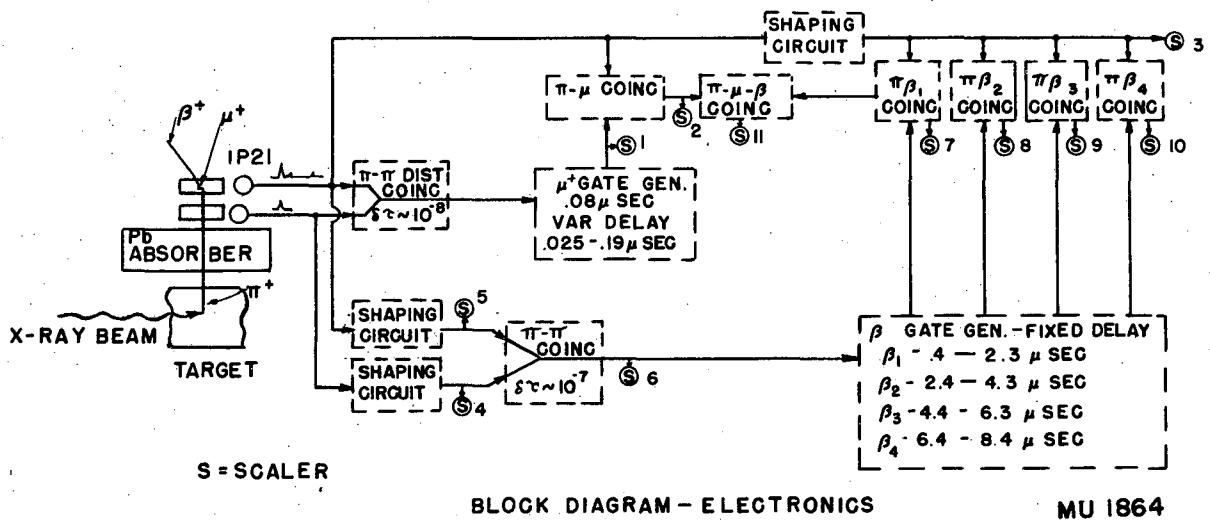 SHAPING
CIRCUIT
S 3
π-μ COINC
S 2
π-μ-β
COINC
S 11
πβ1
COINC
S 7
πβ2
COINC
S 8
πβ3
COINC
S 9
πβ4
COINC
S 10
S 1
β+
μ+
1P21
π-π DIST
COINC
δτ~10-8
μ+GATE GEN.
.08μ SEC
VAR DELAY
.025-.19μ SEC
Pb
ABSORBER
π+
X-RAY BEAM
TARGET
SHAPING
CIRCUIT
S 5
SHAPING
CIRCUIT
S 4
π-π
COINC
δτ~10-7
S 6
β GATE GEN.-FIXED DELAY
β1-.4 — 2.3 μ SEC
β2-2.4 — 4.3 μ SEC
β3-4.4 - 6.3 μ SEC
β4-6.4 - 8.4 μ SEC
S = SCALER
BLOCK DIAGRAM - ELECTRONICS
MU 1864